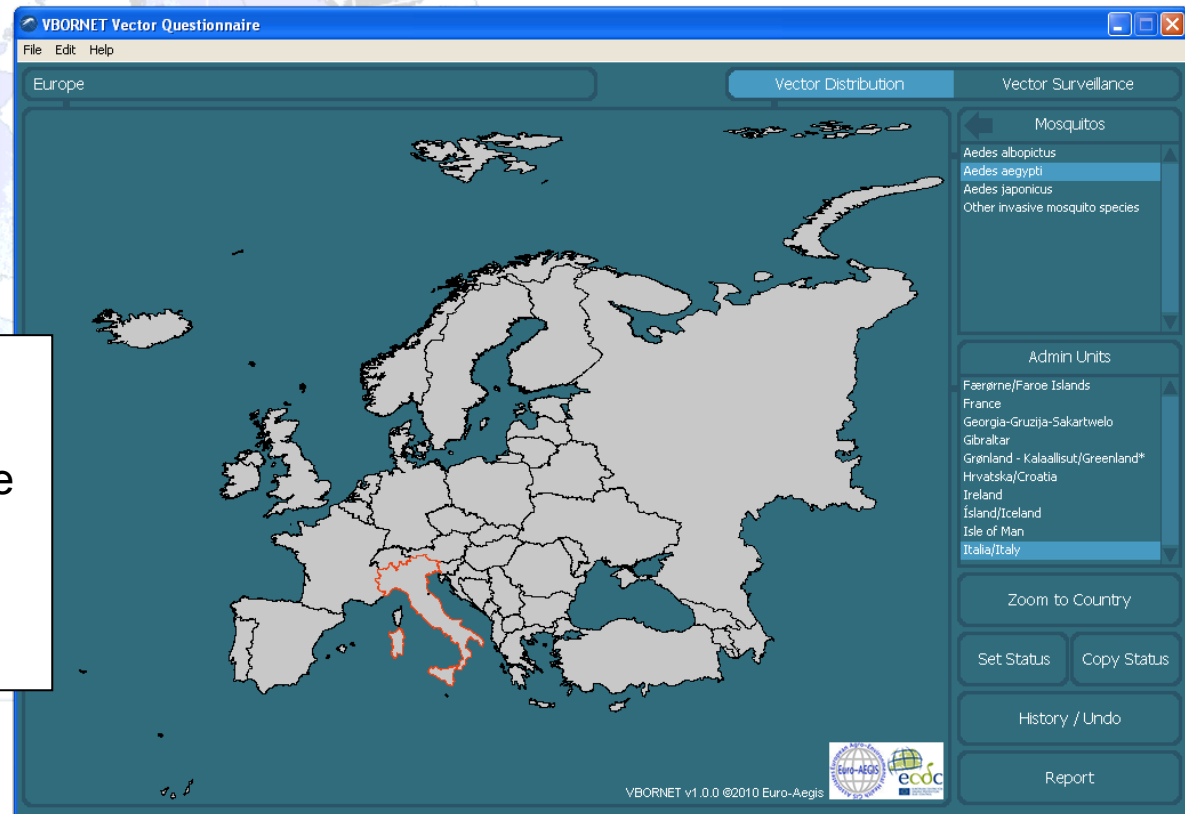 VBORNET Vector Questionnaire
File Edit Help
Europe
Vector Distribution
Vector Surveillance
Mosquitos
Aedes albopictus
Aedes aegypti
Aedes japonicus
Other invasive mosquito species
Admin Units
Færørne/Faroe Islands
France
Georgia-Gruzija-Sakartwelo
Gibraltar
Grønland - Kalaallisut/Greenland*
Hrvatska/Croatia
Ireland
Ísland/Iceland
Isle of Man
Italia/Italy
Zoom to Country
Set Status
Copy Status
History / Undo
Report
e
Euro-AEGIS
ecdc
VBORNET v1.0.0 ©2010 Euro-Aegis